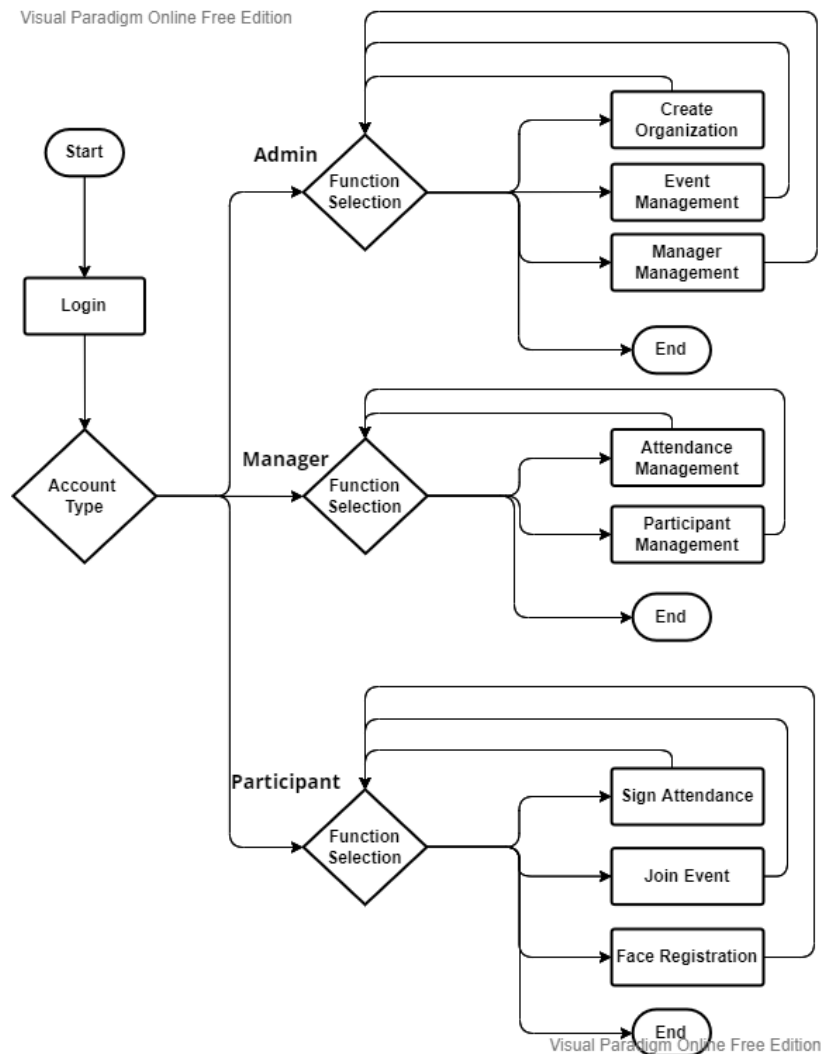 Visual Paradigm Online Free Edition
Start
Login
Account
Type
Admin
Function
Selection
Create
Organization
Event
Management
Manager
Management
End
Manager
Function
Selection
Attendance
Management
Participant
Management
End
Participant
Function
Selection
Sign Attendance
Join Event
Face Registration
End
Visual Paradigm Online Free Edition